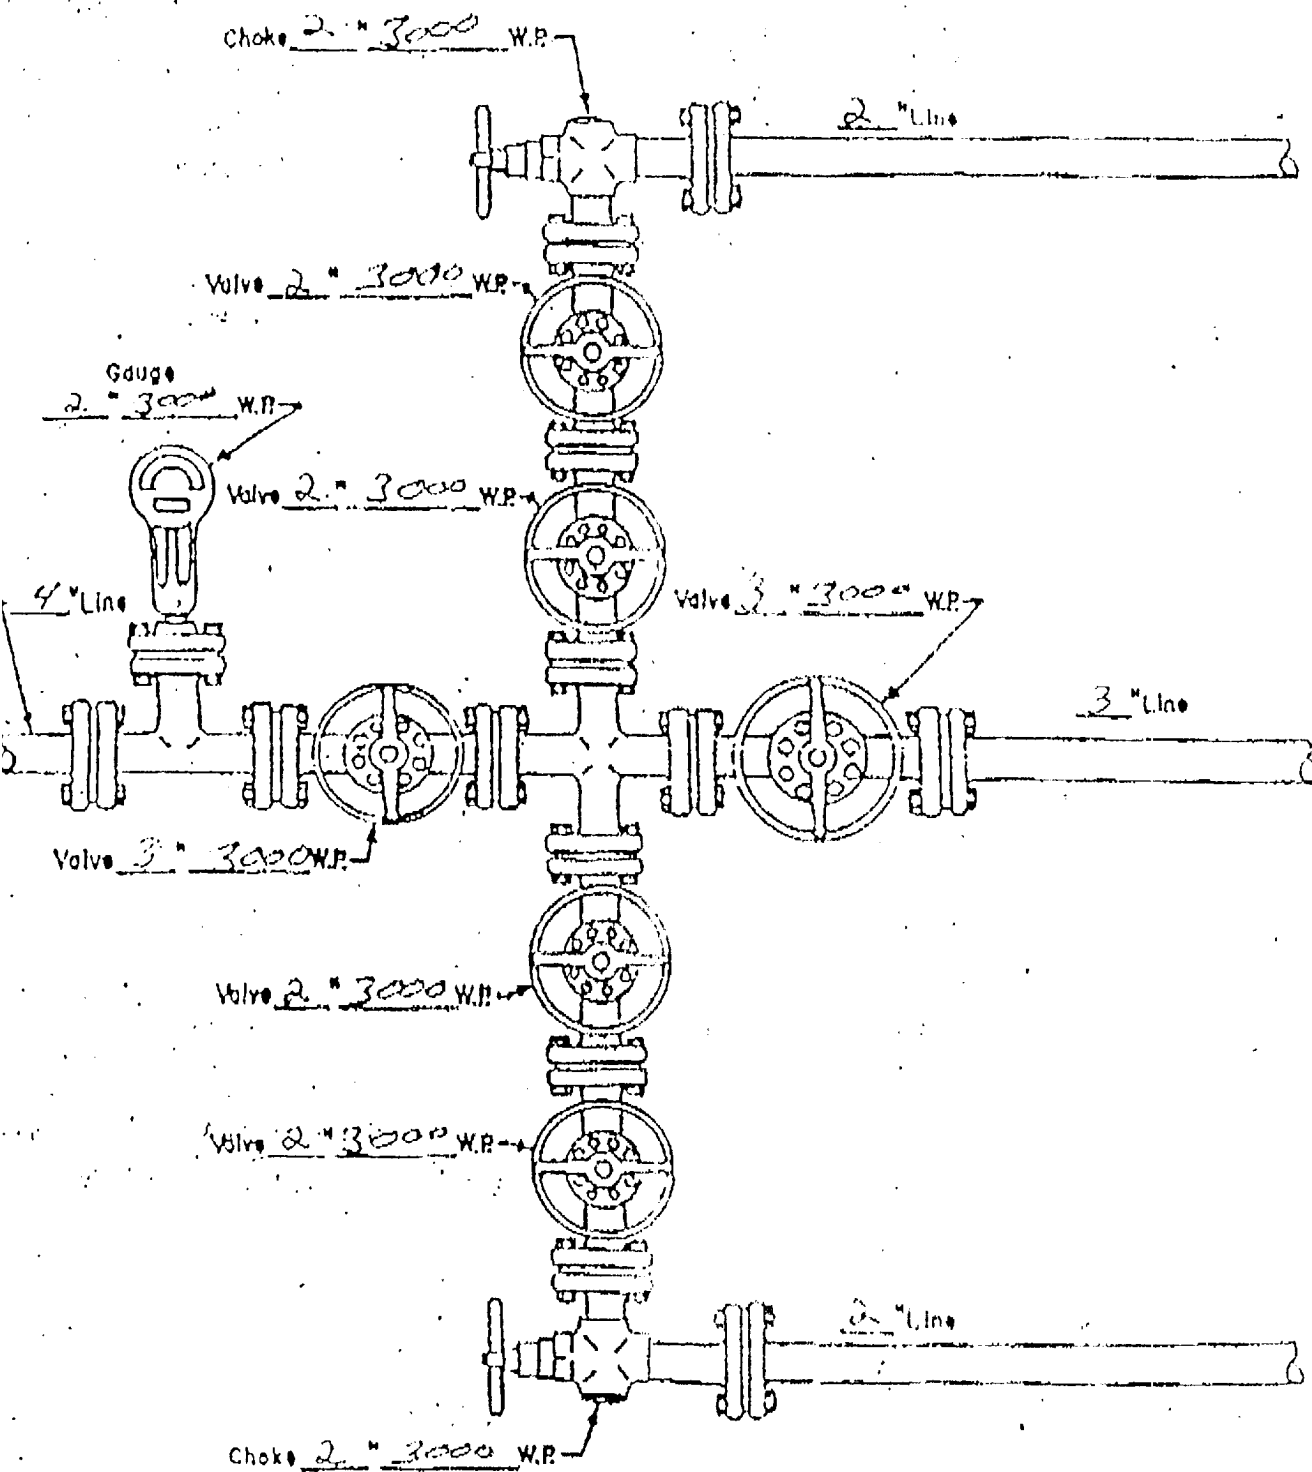 Choke 2 " 3000 W.P.
2 " Line
Valve 2 " 3000 W.P.
Gauge
2 " 3000 W.P.
Valve 2 " 3000 W.P.
4 " Line
Valve 3 " 3000 W.P.
3 " Line
Valve 3 " 3000 W.P.
Valve 2 " 3000 W.P.
Valve 2 " 3000 W.P.
2 " Line
Choke 2 " 3000 W.P.